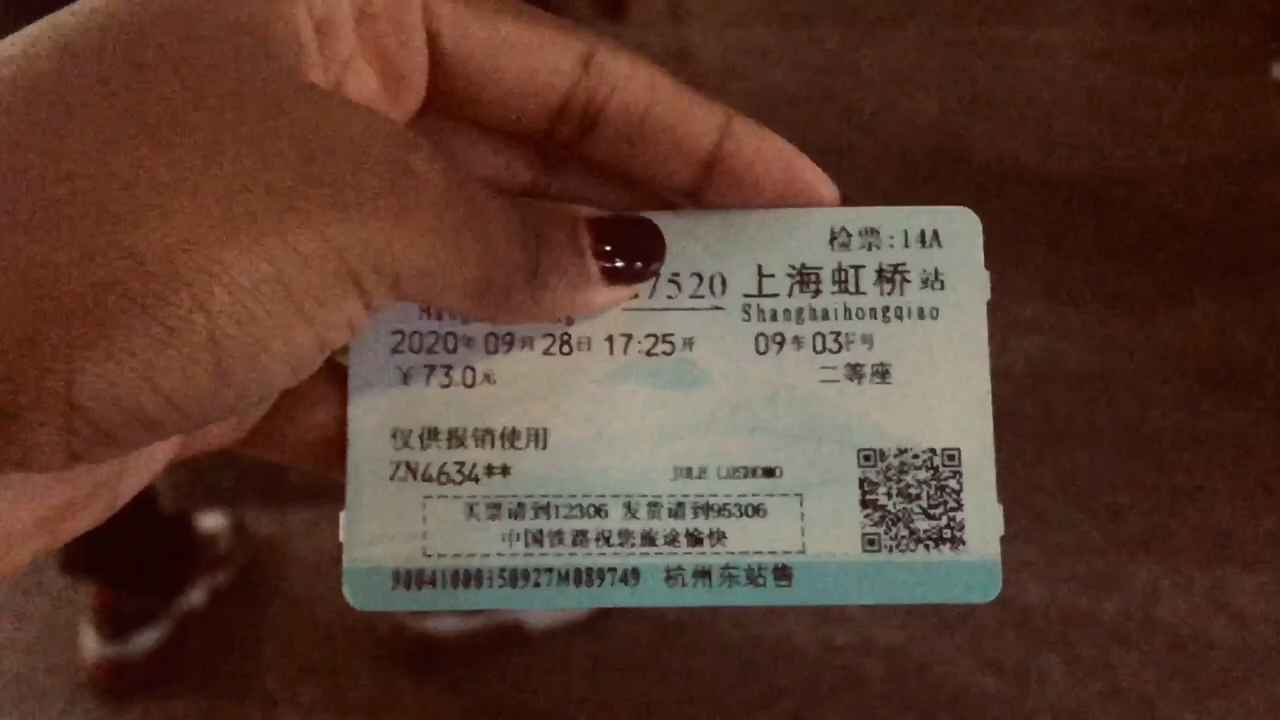 检票:14A
7520 上海虹桥站
Shanghaihongqiao
2020年09月28日 17:25开 09车03F号
￥73.0元 二等座
仅供报销使用
ZN4634**
买票请到12306 发货请到95306
中国铁路祝您旅途愉快
90041000150927M089749 杭州东站售